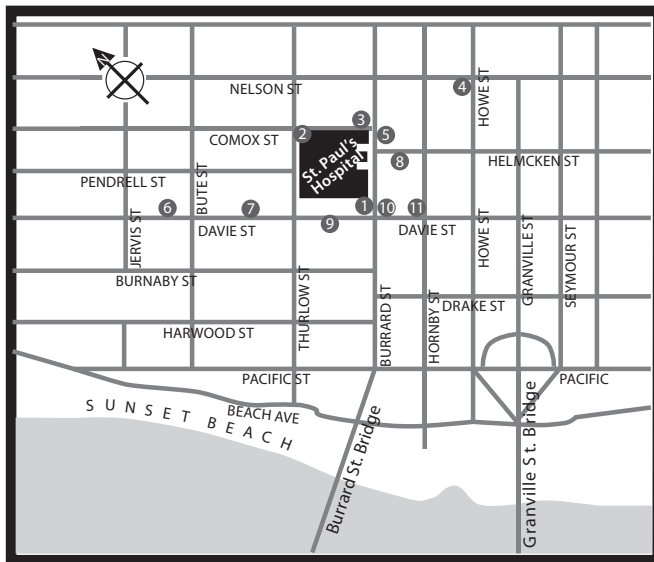 N
NELSON ST
HOWE ST
4
3
COMOX ST
2
5
St. Paul's
Hospital
8
HELMCKEN ST
PENDRELL ST
BUTE ST
JERVIS ST
6
7
1
10
11
9
DAVIE ST
DAVIE ST
HOWE ST
GRANVILLE ST
SEYMOUR ST
BURNABY ST
THURLOW ST
BURRARD ST
HORNBY ST
DRAKE ST
HARWOOD ST
PACIFIC ST
PACIFIC
SUNSET BEACH
BEACH AVE
Burrard St. Bridge
Granville St. Bridge